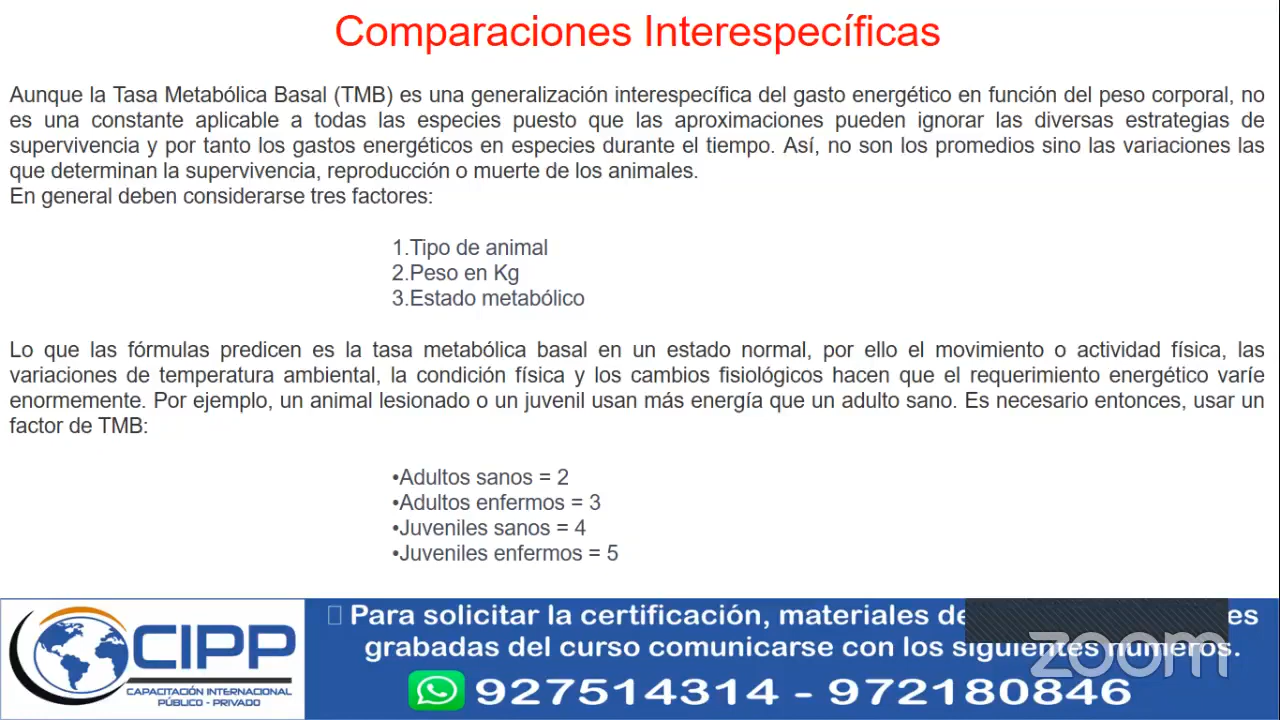 Comparaciones Interespecíficas
Aunque la Tasa Metabólica Basal (TMB) es una generalización interespecífica del gasto energético en función del peso corporal, no
es una constante aplicable a todas las especies puesto que las aproximaciones pueden ignorar las diversas estrategias de
supervivencia y por tanto los gastos energéticos en especies durante el tiempo. Así, no son los promedios sino las variaciones las
que determinan la supervivencia, reproducción o muerte de los animales.
En general deben considerarse tres factores:
1.Tipo de animal
2.Peso en Kg
3.Estado metabólico
Lo que las fórmulas predicen es la tasa metabólica basal en un estado normal, por ello el movimiento o actividad física, las
variaciones de temperatura ambiental, la condición física y los cambios fisiológicos hacen que el requerimiento energético varíe
enormemente. Por ejemplo, un animal lesionado o un juvenil usan más energía que un adulto sano. Es necesario entonces, usar un
factor de TMB:
•Adultos sanos = 2
•Adultos enfermos = 3
•Juveniles sanos = 4
•Juveniles enfermos = 5
CIPP
CAPACITACIÓN INTERNACIONAL
PÚBLICO - PRIVADO
Para solicitar la certificación, materiales
grabadas del curso comunicarse con los siguientes números.
927514314 - 972180846
zoom